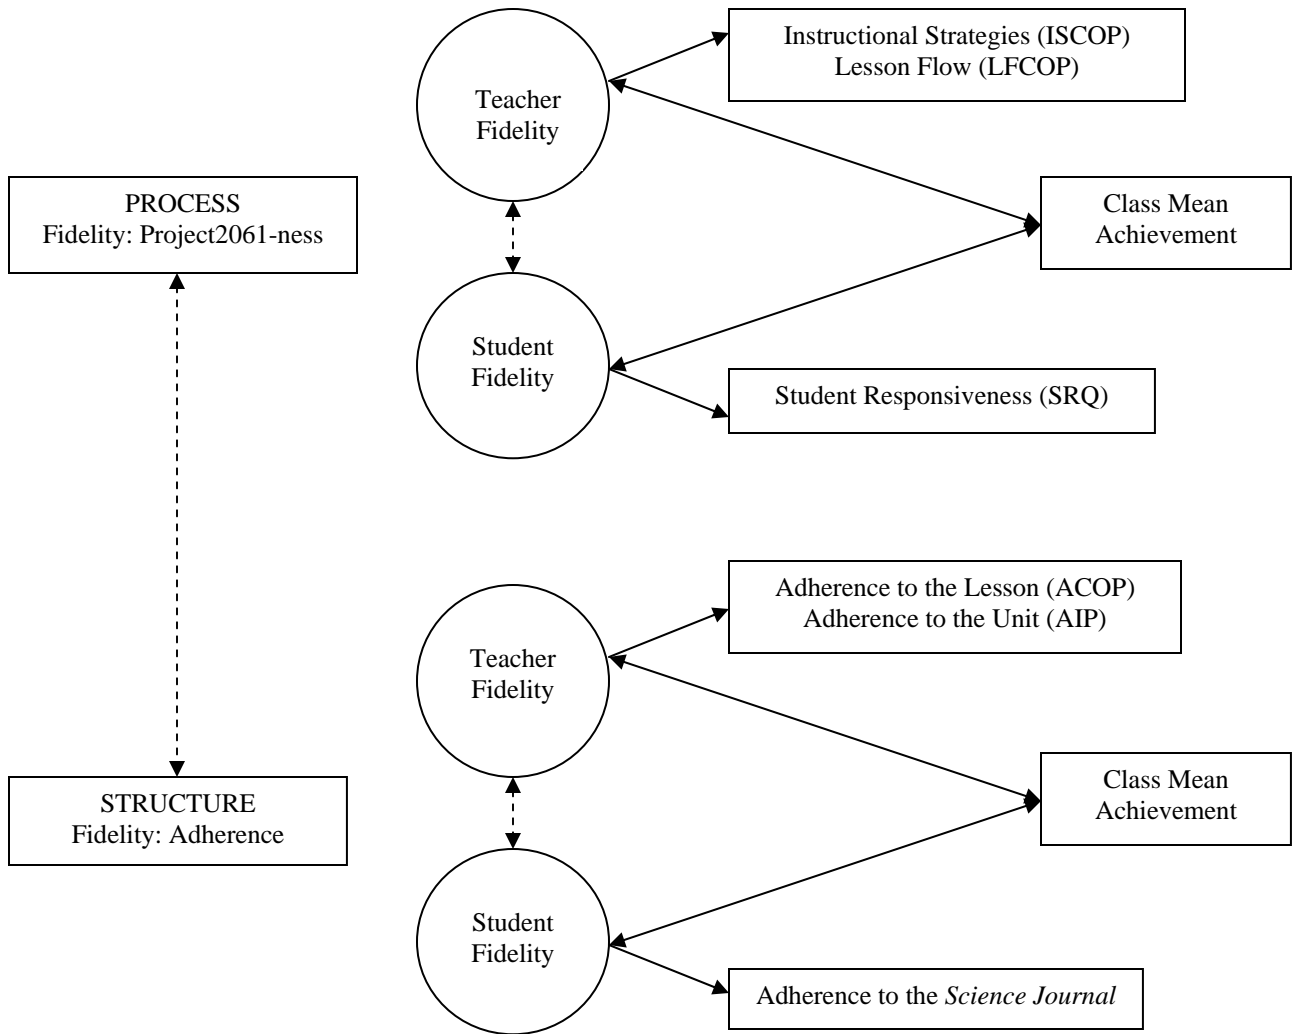 Instructional Strategies (ISCOP)
Lesson Flow (LFCOP)
Teacher
Fidelity
PROCESS
Fidelity: Project2061-ness
Class Mean
Achievement
Student
Fidelity
Student Responsiveness (SRQ)
Adherence to the Lesson (ACOP)
Adherence to the Unit (AIP)
Teacher
Fidelity
STRUCTURE
Fidelity: Adherence
Class Mean
Achievement
Student
Fidelity
Adherence to the Science Journal